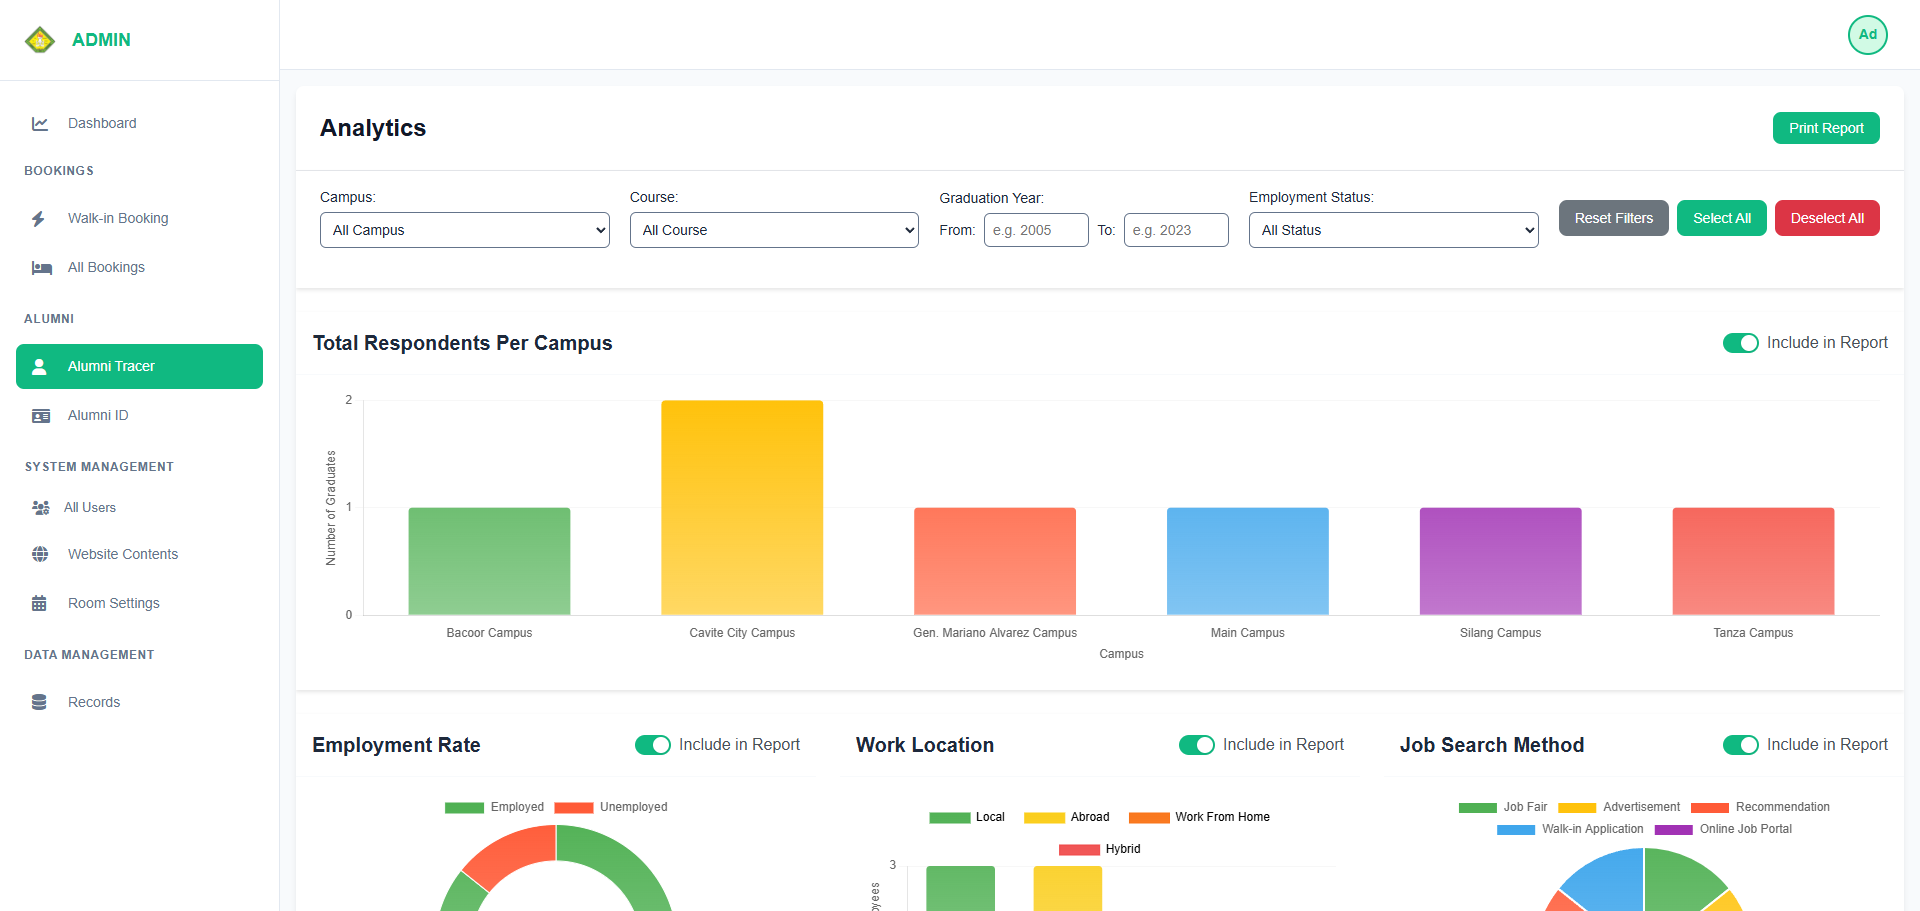 ADMIN
Ad
Dashboard
BOOKINGS
Walk-in Booking
All Bookings
ALUMNI
Alumni Tracer
Alumni ID
SYSTEM MANAGEMENT
All Users
Website Contents
Room Settings
DATA MANAGEMENT
Records
Analytics
Print Report
Campus:
All Campus
Course:
All Course
Graduation Year:
From: e.g. 2005 To: e.g. 2023
Employment Status:
All Status
Reset Filters Select All Deselect All
Total Respondents Per Campus
Include in Report
Number of Graduates
2
1
0
Bacoor Campus Cavite City Campus Gen. Mariano Alvarez Campus Main Campus Silang Campus Tanza Campus
Campus
Employment Rate
Include in Report
Employed Unemployed
Work Location
Include in Report
Local Abroad Work From Home
Hybrid
3
Job Search Method
Include in Report
Job Fair Advertisement Recommendation
Walk-in Application Online Job Portal